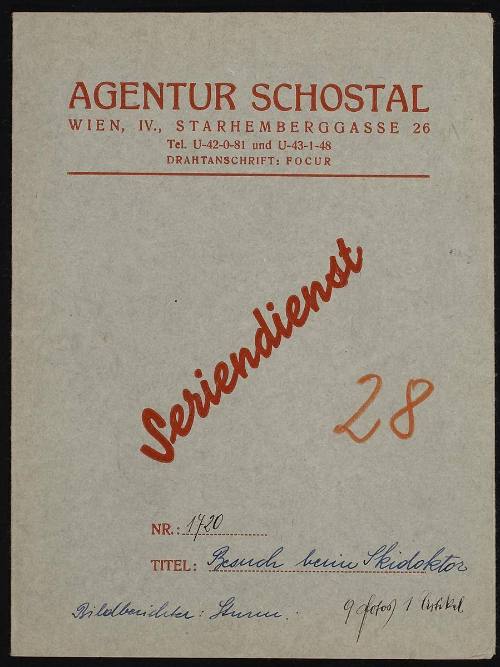 AGENTUR SCHOSTAL
WIEN, IV., STARHEMBERGGASSE 26
Tel. U-42-0-81 und U-43-1-48
DRAHTANSCHRIFT: FOCUR
Seriendienst
28
NR.: 1720
TITEL: Besuch beim Skidoktor
Bildberichter: Sturm.
9 Fotos, 1 Artikel